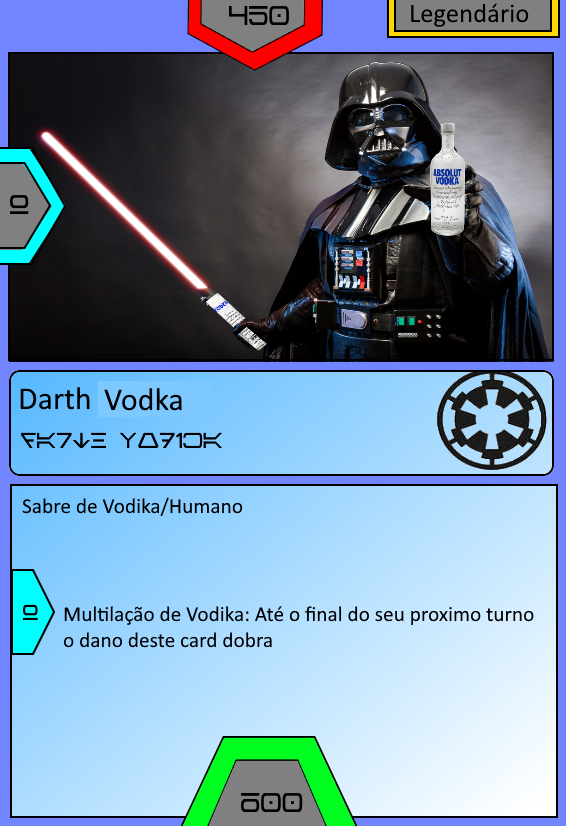 450
Legendário
10
ABSOLUT
VODKA
Darth Vodka
Sabre de Vodika/Humano
10
Multilação de Vodika: Até o final do seu proximo turno
o dano deste card dobra